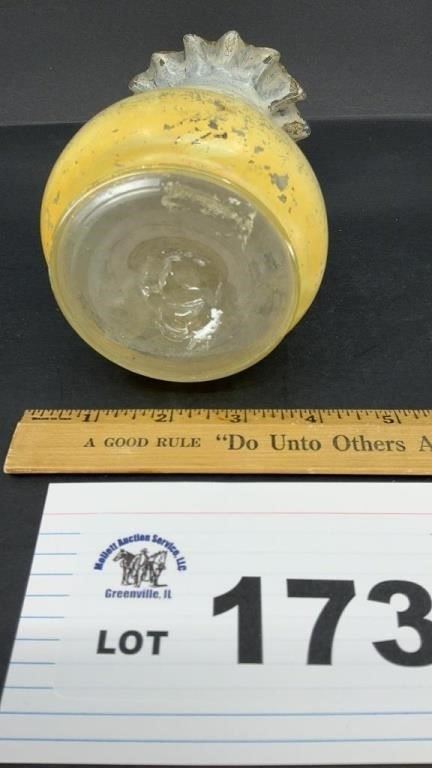 1 2 3 4 5
A GOOD RULE "Do Unto Others A
Mollett Auction Service, LLC
Greenville, IL
LOT 173